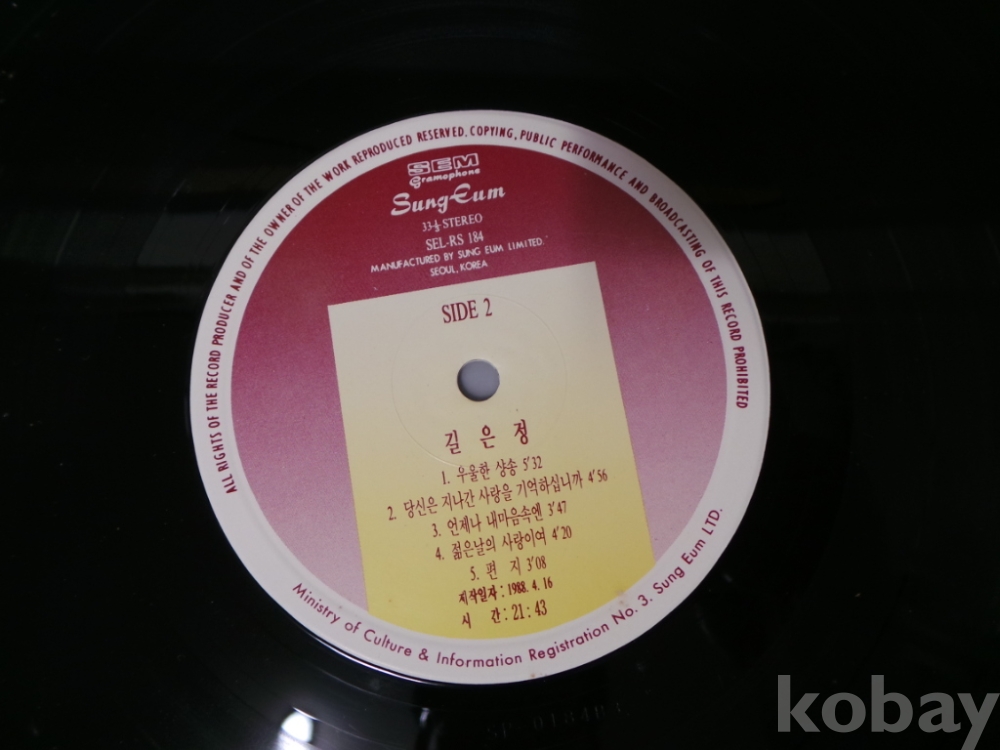 ALL RIGHTS OF THE RECORD PRODUCER AND OF THE OWNER OF THE WORK REPRODUCED RESERVED. COPYING, PUBLIC PERFORMANCE AND BROADCASTING OF THIS RECORD PROHIBITED
SEM
Gramophone
SungEum
33⅓ STEREO
SEL-RS 184
MANUFACTURED BY SUNG EUM LIMITED.
SEOUL, KOREA
SIDE 2
길 은 정
1. 우울한 샹송 5'32
2. 당신은 지나간 사랑을 기억하십니까 4'56
3. 언제나 내마음속엔 3'47
4. 젊은날의 사랑이여 4'20
5. 편 지 3'08
제작일자 : 1988. 4. 16
시 간 : 21 : 43
Ministry of Culture & Information Registration No. 3. Sung Eum LTD.
kobay